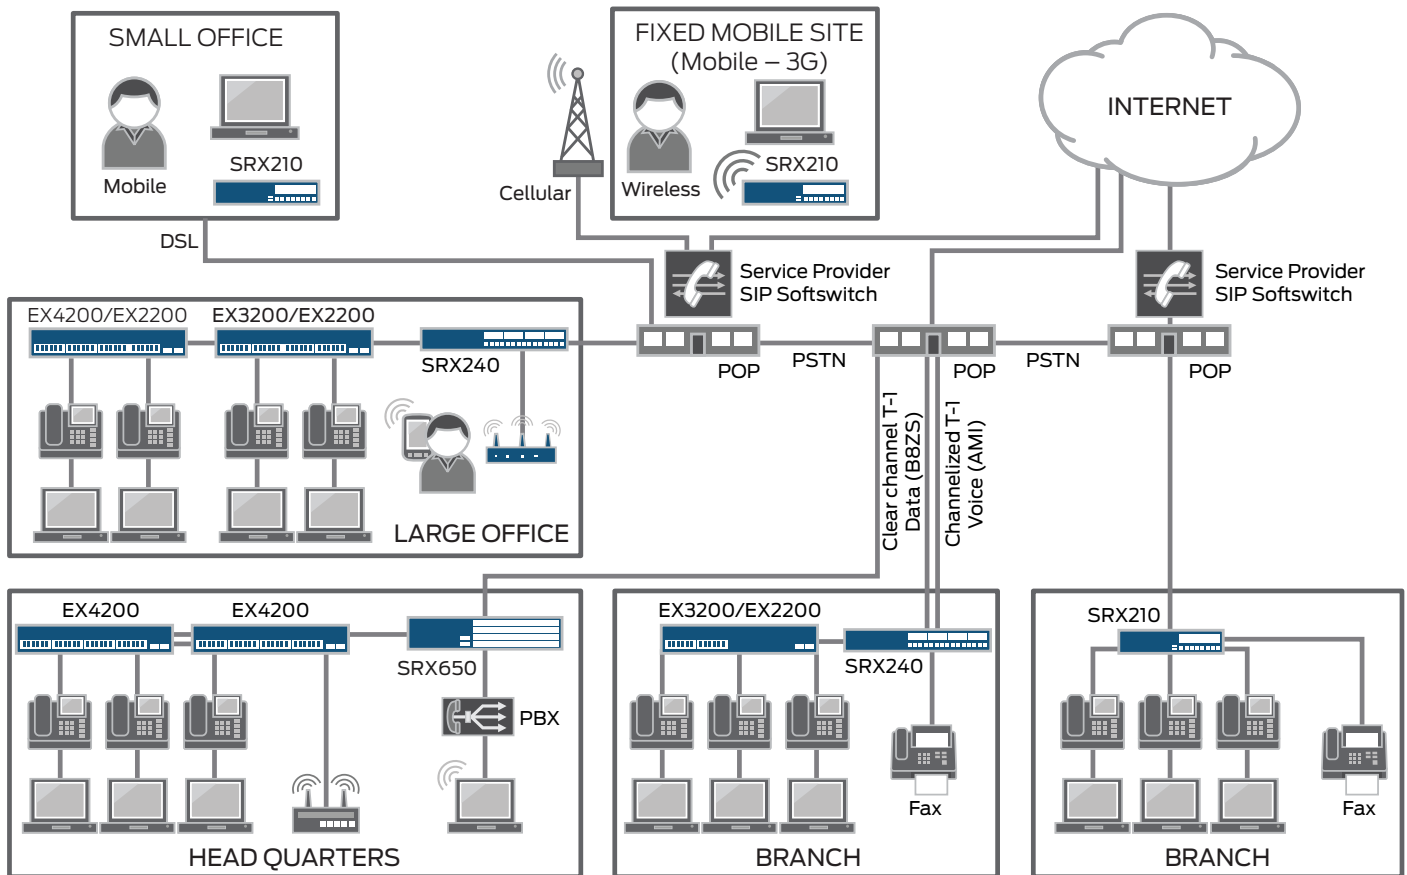 SMALL OFFICE
Mobile
SRX210
DSL
Cellular
FIXED MOBILE SITE
(Mobile – 3G)
Wireless
SRX210
INTERNET
Service Provider
SIP Softswitch
Service Provider
SIP Softswitch
EX4200/EX2200
EX3200/EX2200
SRX240
LARGE OFFICE
POP
PSTN
POP
PSTN
POP
Clear channel T-1
Data (B8ZS)
Channelized T-1
Voice (AMI)
EX4200
EX4200
SRX650
PBX
HEAD QUARTERS
EX3200/EX2200
SRX240
Fax
BRANCH
SRX210
Fax
BRANCH